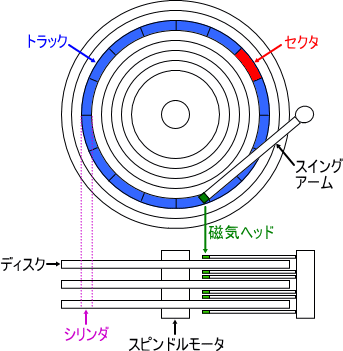 トラック
セクタ
スイング
アーム
磁気ヘッド
ディスク
シリンダ
スピンドルモータ